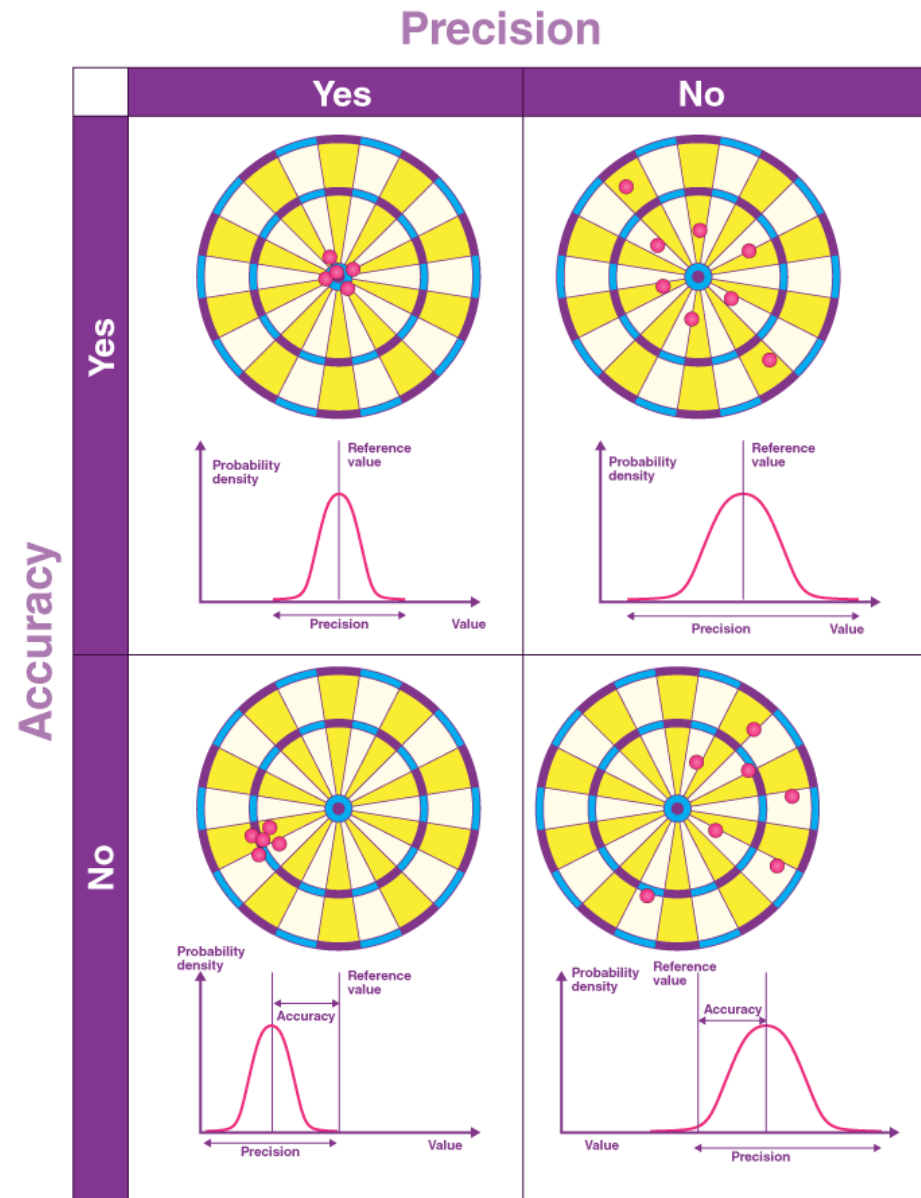 Precision
Yes
No
Accuracy
Yes
Probability
density
Reference
value
Precision
Value
Probability
density
Reference
value
Precision
Value
No
Probability
density
Reference
value
Accuracy
Precision
Value
Probability
density
Reference
value
Accuracy
Value
Precision